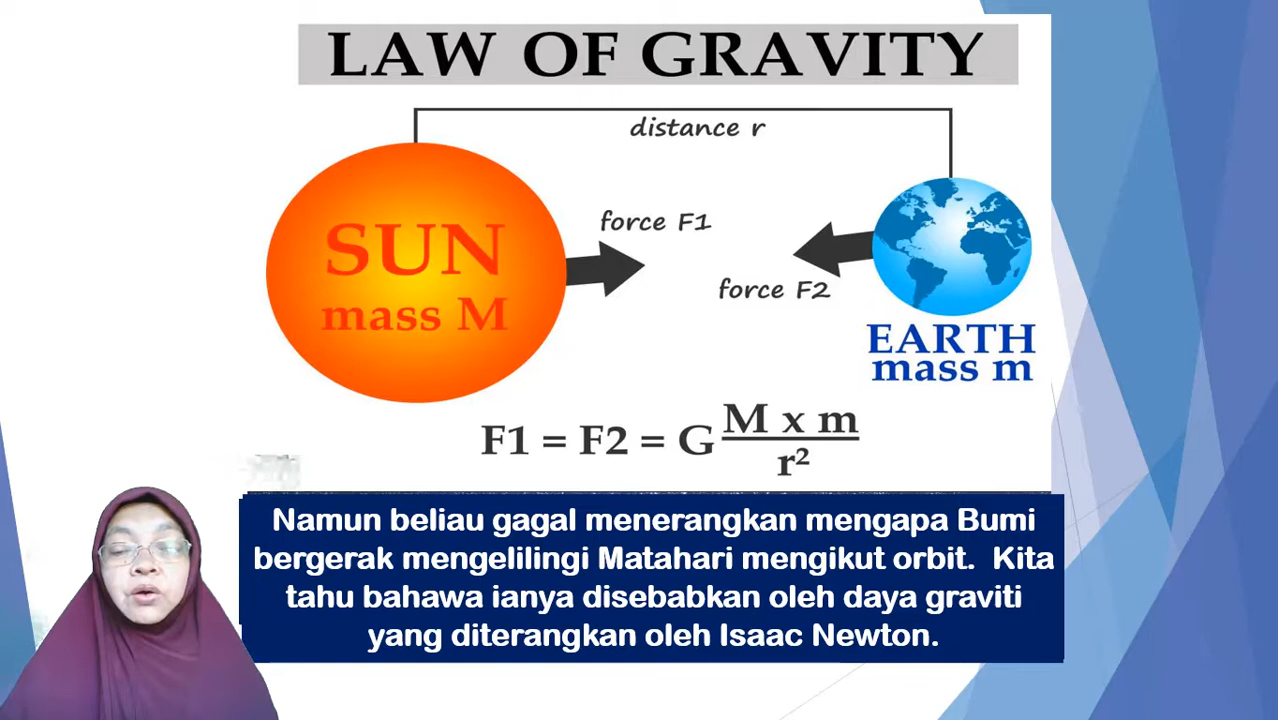 LAW OF GRAVITY
distance r
SUN
mass M
force F1
force F2
EARTH
mass m
F1 = F2 = G M x m
r²
Namun beliau gagal menerangkan mengapa Bumi
bergerak mengelilingi Matahari mengikut orbit. Kita
tahu bahawa ianya disebabkan oleh daya graviti
yang diterangkan oleh Isaac Newton.